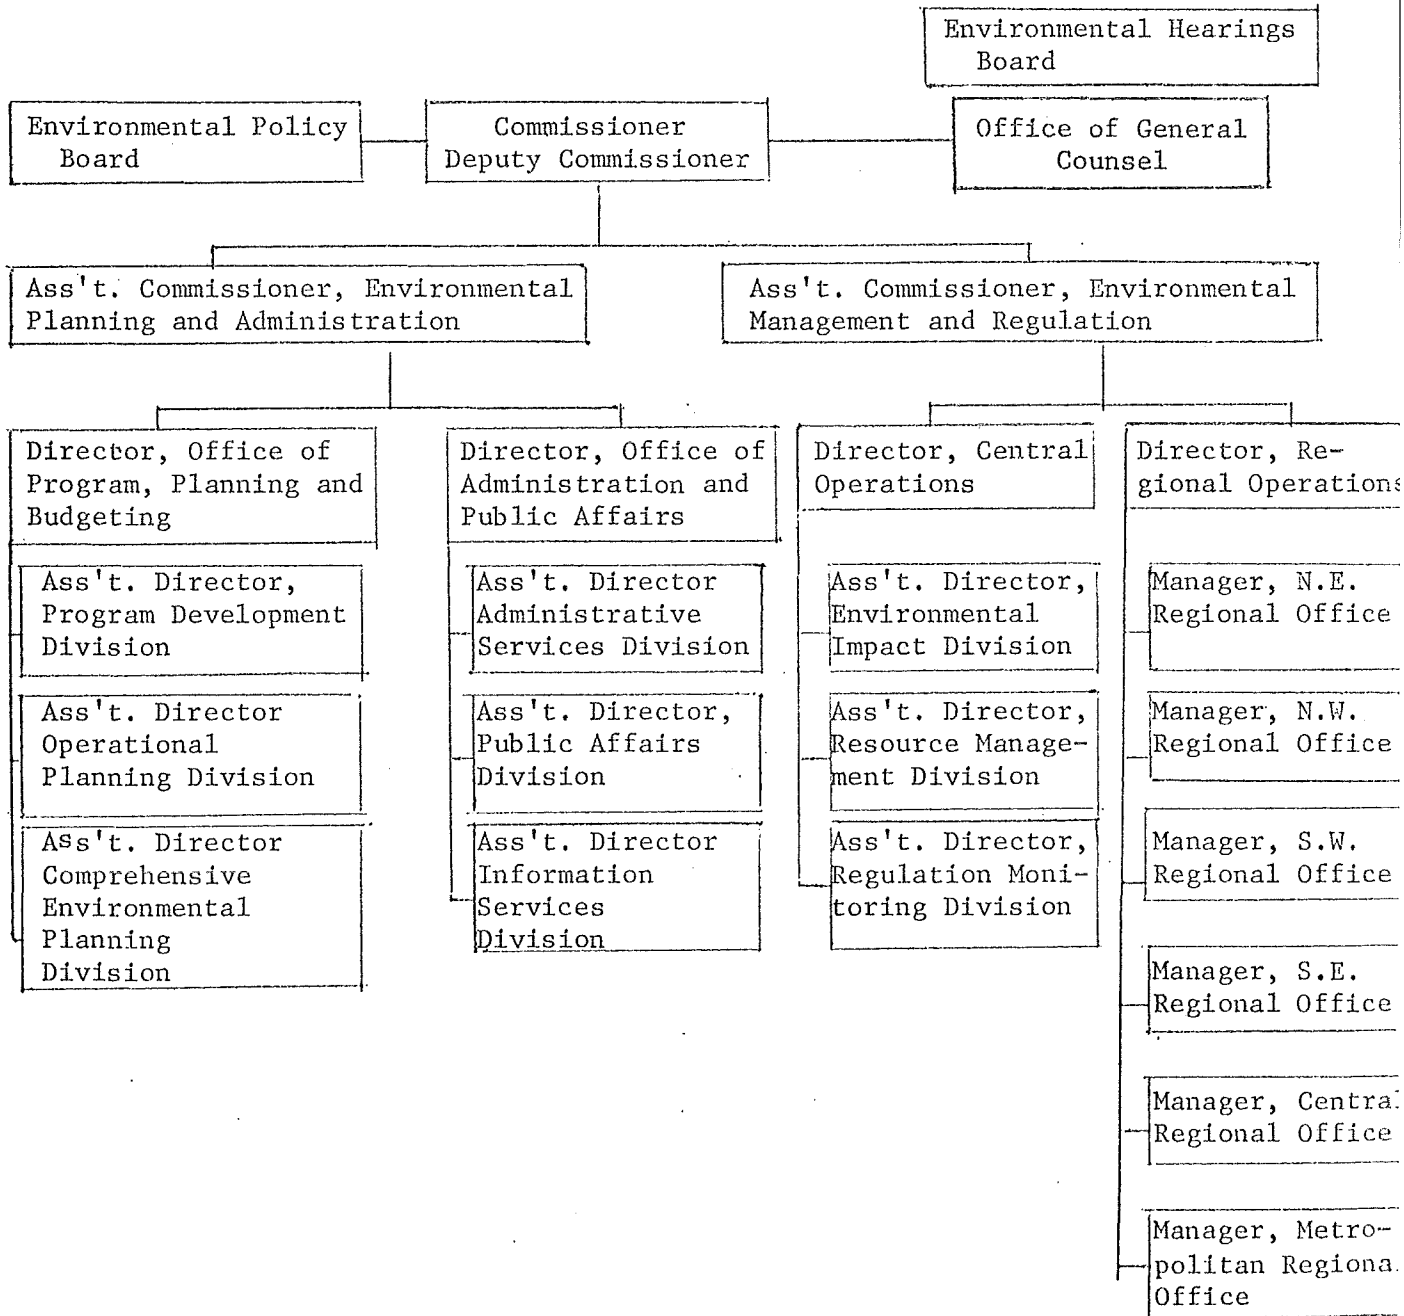 Environmental Hearings
Board
Environmental Policy
Board
Commissioner
Deputy Commissioner
Office of General
Counsel
Ass't. Commissioner, Environmental
Planning and Administration
Ass't. Commissioner, Environmental
Management and Regulation
Director, Office of
Program, Planning and
Budgeting
Ass't. Director,
Program Development
Division
Ass't. Director
Operational
Planning Division
Ass't. Director
Comprehensive
Environmental
Planning
Division
Director, Office of
Administration and
Public Affairs
Ass't. Director
Administrative
Services Division
Ass't. Director,
Public Affairs
Division
Ass't. Director
Information
Services
Division
Director, Central
Operations
Ass't. Director,
Environmental
Impact Division
Ass't. Director,
Resource Manage-
ment Division
Ass't. Director,
Regulation Moni-
toring Division
Director, Re-
gional Operations
Manager, N.E.
Regional Office
Manager, N.W.
Regional Office
Manager, S.W.
Regional Office
Manager, S.E.
Regional Office
Manager, Central
Regional Office
Manager, Metro-
politan Regiona
Office